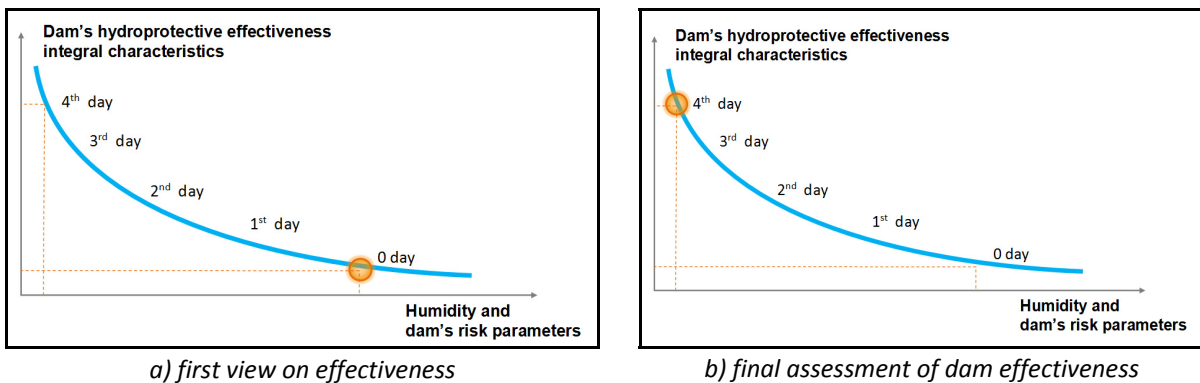 Dam's hydroprotective effectiveness
integral characteristics
4th day
3rd day
2nd day
1st day
0 day
Humidity and
dam's risk parameters
a) first view on effectiveness
Dam's hydroprotective effectiveness
integral characteristics
4th day
3rd day
2nd day
1st day
0 day
Humidity and
dam's risk parameters
b) final assessment of dam effectiveness